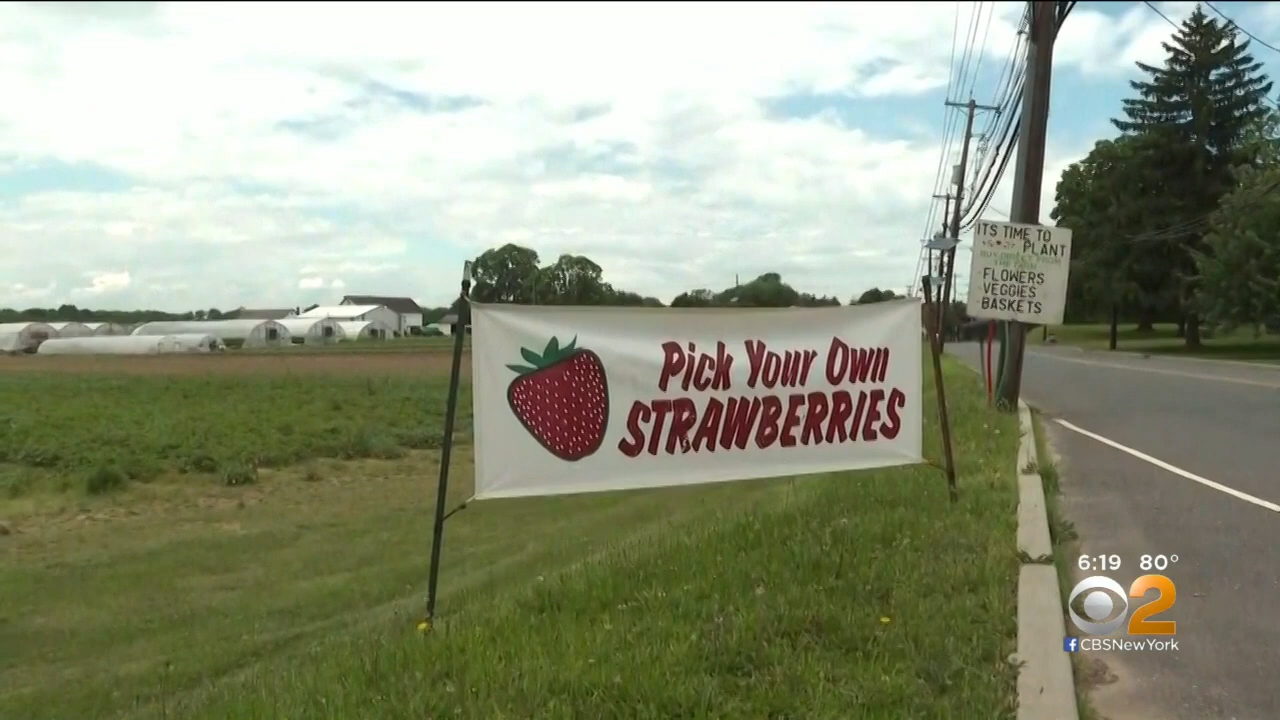 Pick Your Own
STRAWBERRIES
ITS TIME TO
PLANT
FLOWERS
VEGGIES
BASKETS
6:19 80°
2
CBSNewYork